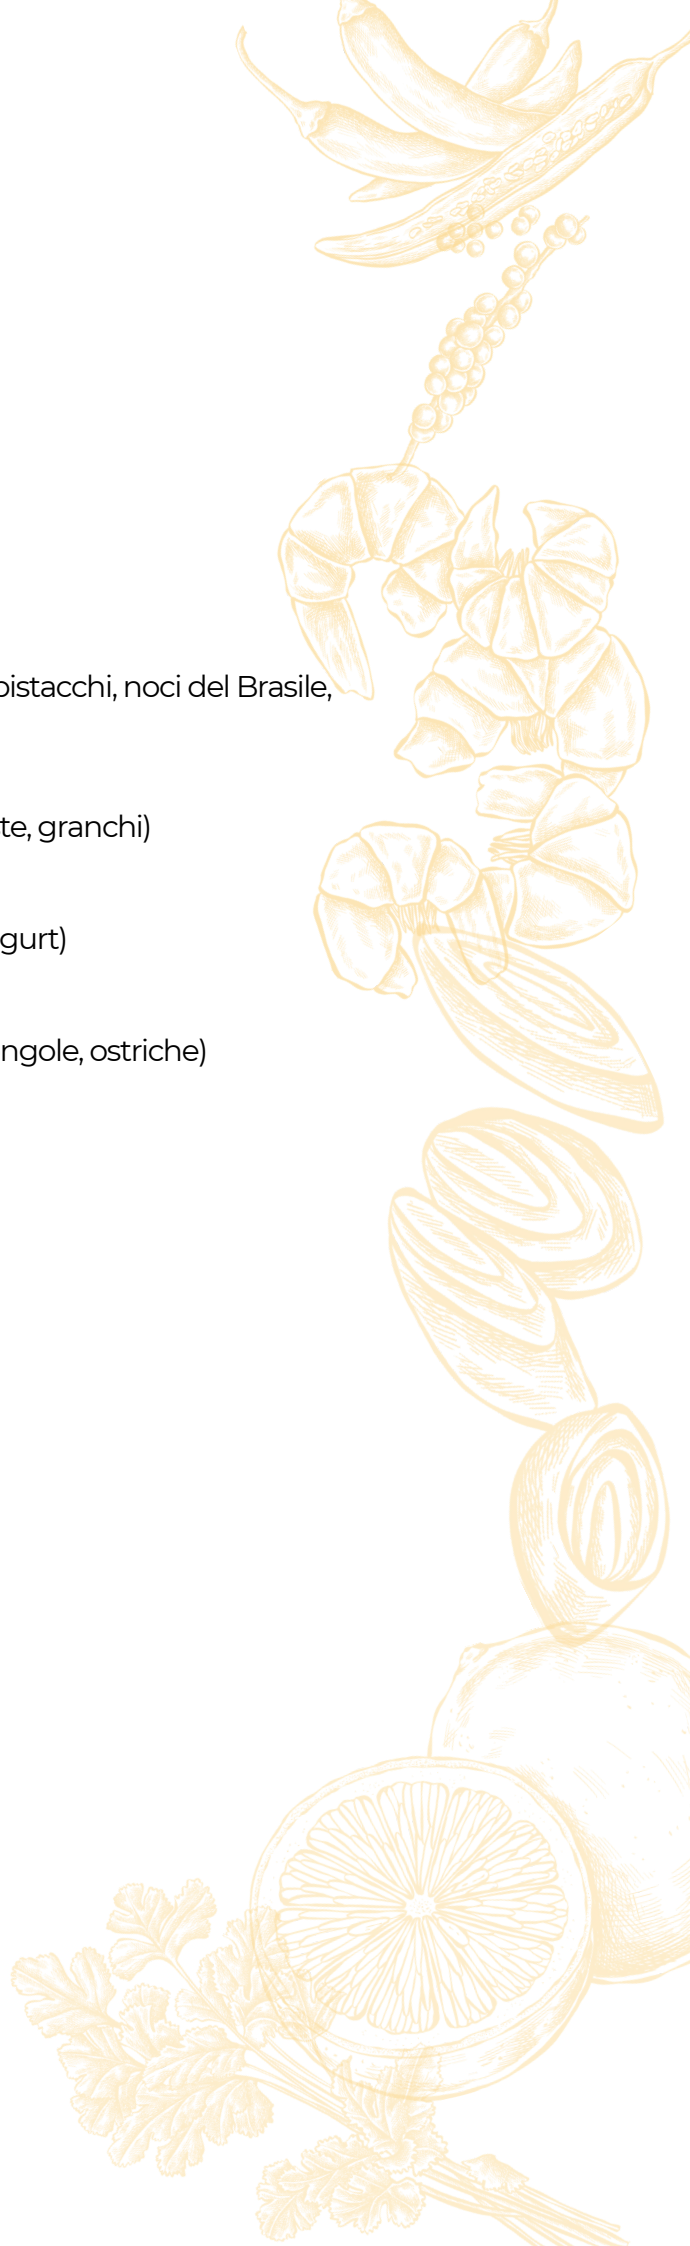 pistacchi, noci del Brasile,
te, granchi)
gurt)
ngole, ostriche)